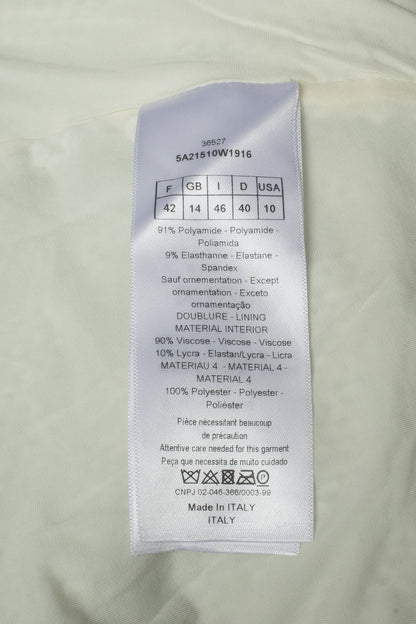 36527
5A21510W1916
F GB I D USA
42 14 46 40 10
91% Polyamide - Polyamide -
Poliamida
9% Elasthanne - Elastane -
Spandex
Sauf ornementation - Except
ornamentation - Exceto
ornamentação
DOUBLURE - LINING
MATERIAL INTERIOR
90% Viscose - Viscose - Viscose
10% Lycra - Elastan/Lycra - Licra
MATERIAU 4 - MATERIAL 4 -
MATERIAL 4
100% Polyester - Polyester -
Poliéster
Pièce nécessitant beaucoup
de précaution
Attentive care needed for this garment
Peça que necessita de muito cuidado
P
CNPJ 02-046-366/0003-99
Made In ITALY
ITALY